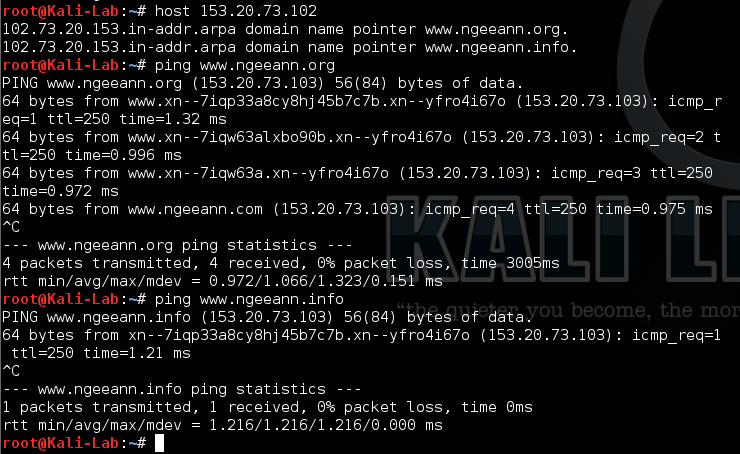 root@Kali-Lab:~# host 153.20.73.102
102.73.20.153.in-addr.arpa domain name pointer www.ngeeann.org.
102.73.20.153.in-addr.arpa domain name pointer www.ngeeann.info.
root@Kali-Lab:~# ping www.ngeeann.org
PING www.ngeeann.org (153.20.73.103) 56(84) bytes of data.
64 bytes from www.xn--7iqp33a8cy8hj45b7c7b.xn--yfro4i67o (153.20.73.103): icmp_r
eq=1 ttl=250 time=1.32 ms
64 bytes from www.xn--7iqw63alxbo90b.xn--yfro4i67o (153.20.73.103): icmp_req=2 t
tl=250 time=0.996 ms
64 bytes from www.xn--7iqw63a.xn--yfro4i67o (153.20.73.103): icmp_req=3 ttl=250
time=0.972 ms
64 bytes from www.ngeeann.com (153.20.73.103): icmp_req=4 ttl=250 time=0.975 ms
^C
--- www.ngeeann.org ping statistics ---
4 packets transmitted, 4 received, 0% packet loss, time 3005ms
rtt min/avg/max/mdev = 0.972/1.066/1.323/0.151 ms
root@Kali-Lab:~# ping www.ngeeann.info
PING www.ngeeann.info (153.20.73.103) 56(84) bytes of data.
64 bytes from xn--7iqp33a8cy8hj45b7c7b.xn--yfro4i67o (153.20.73.103): icmp_req=1
 ttl=250 time=1.21 ms
^C
--- www.ngeeann.info ping statistics ---
1 packets transmitted, 1 received, 0% packet loss, time 0ms
rtt min/avg/max/mdev = 1.216/1.216/1.216/0.000 ms
root@Kali-Lab:~#
KALI LI
"the quieter you become, the mor